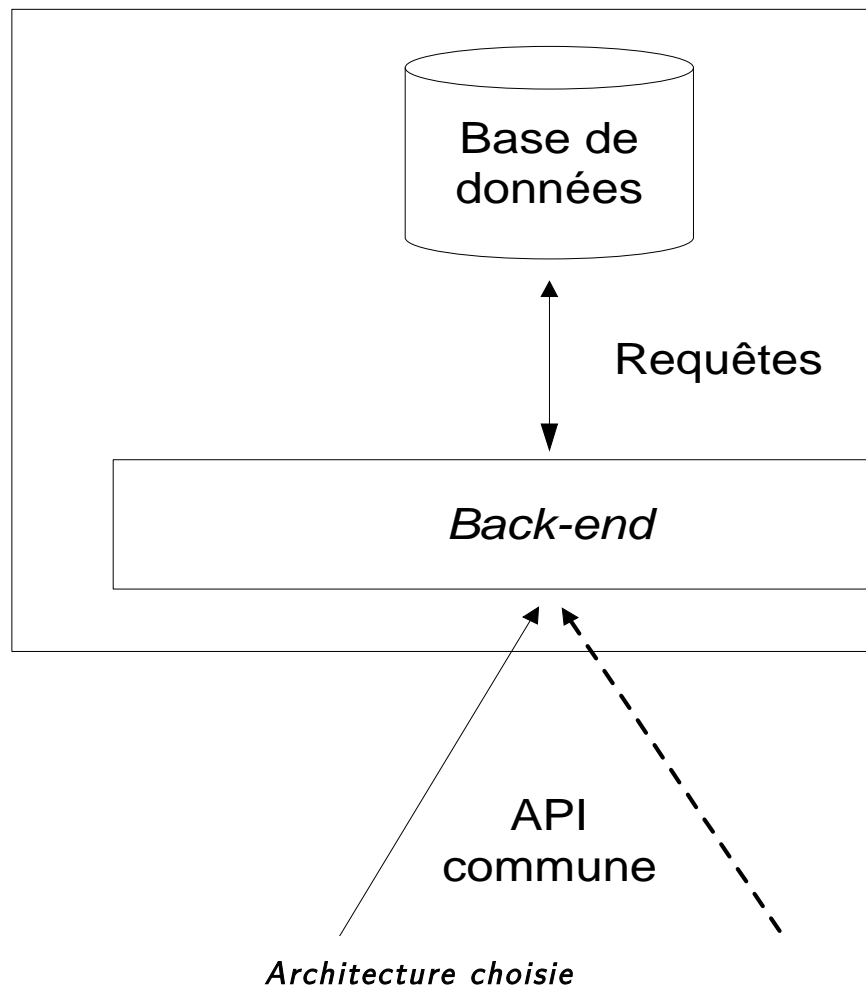 Base de
données
Requêtes
Back-end
API
commune
Architecture choisie